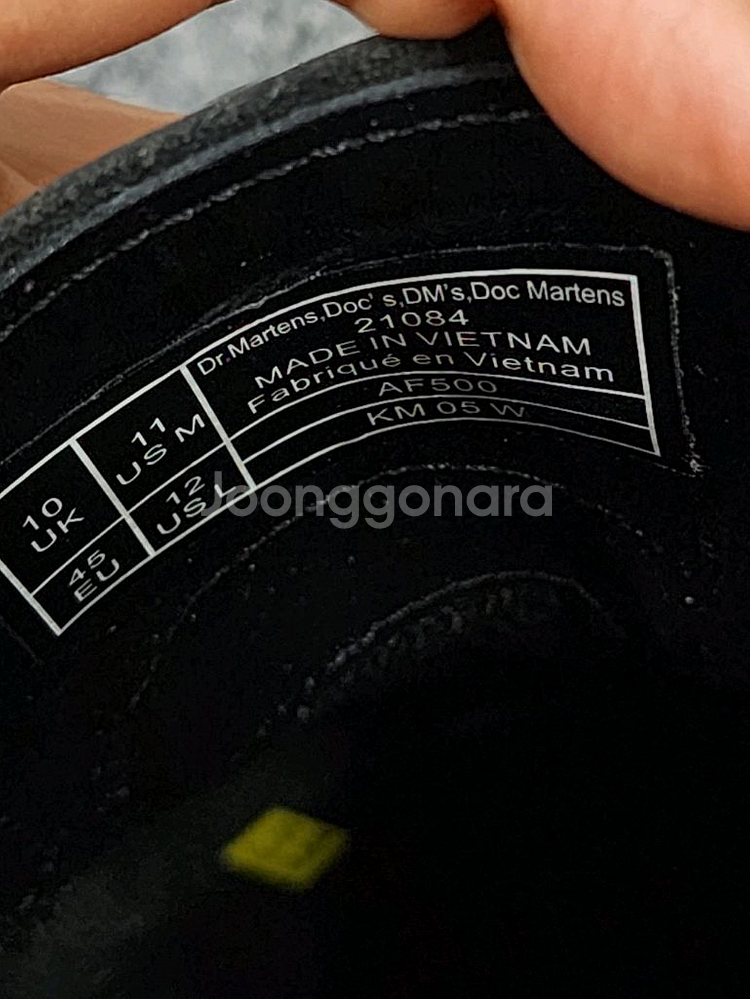 Dr.Martens,Doc' s,DM's,Doc Martens
21084
MADE IN VIETNAM
Fabriqué en Vietnam
AF500
KM 05 W
11
US M
10
UK
12
US L
45
EU
Joonggonara